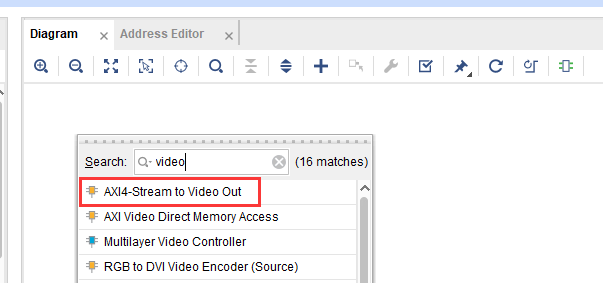 Diagram
Address Editor
Search: video (16 matches)
AXI4-Stream to Video Out
AXI Video Direct Memory Access
Multilayer Video Controller
RGB to DVI Video Encoder (Source)